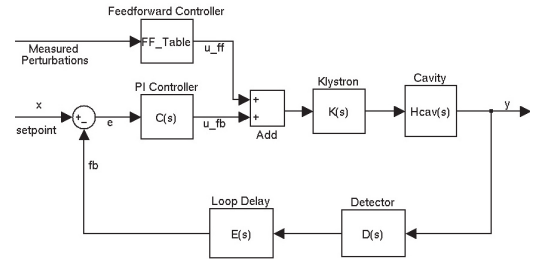 Feedforward Controller
FF_Table
u_ff
Measured
Perturbations
PI Controller
Klystron
Cavity
x
setpoint
+
−
e
C(s)
u_fb
+
+
Add
K(s)
Hcav(s)
y
fb
Loop Delay
Detector
E(s)
D(s)